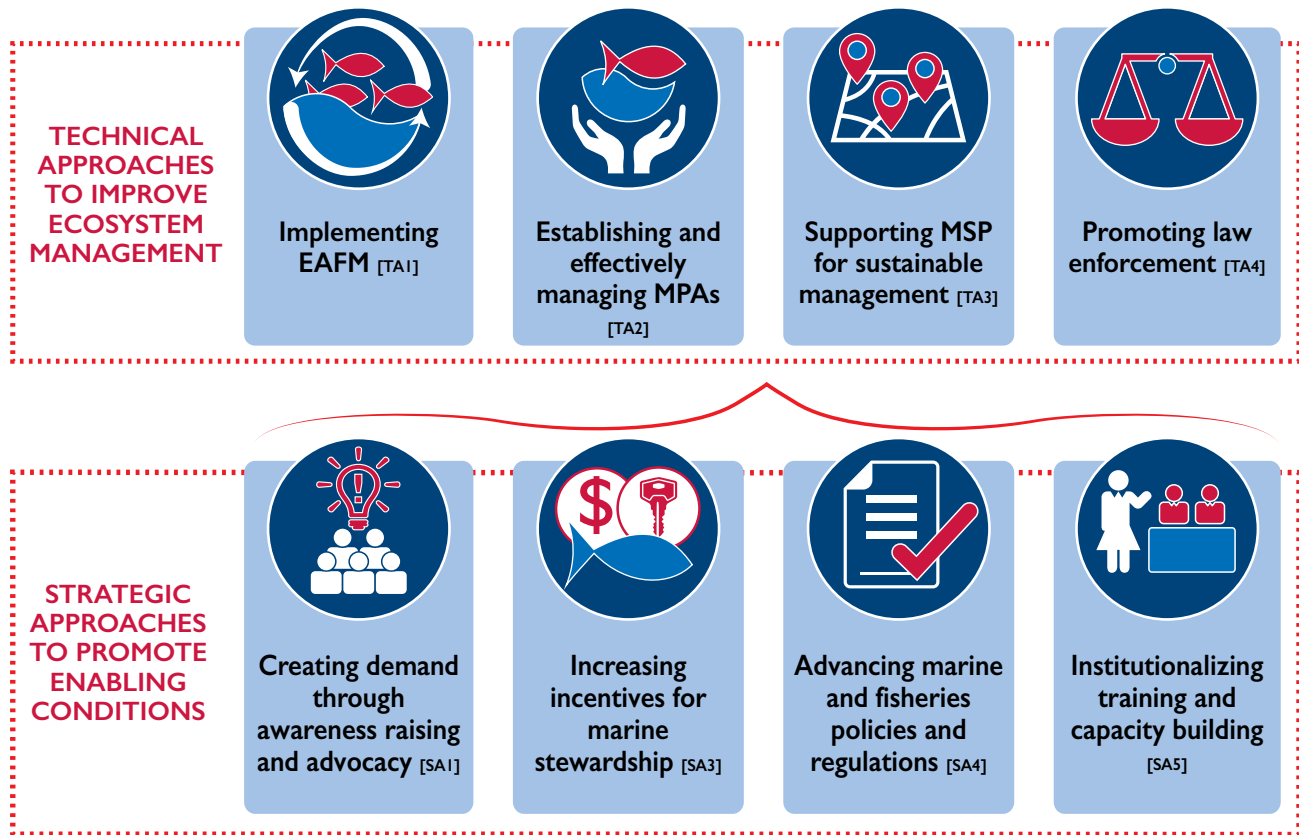 TECHNICAL
APPROACHES
TO IMPROVE
ECOSYSTEM
MANAGEMENT
Implementing
EAFM [TA1]
Establishing and
effectively
managing MPAs
[TA2]
Supporting MSP
for sustainable
management [TA3]
Promoting law
enforcement [TA4]
STRATEGIC
APPROACHES
TO PROMOTE
ENABLING
CONDITIONS
$
Creating demand
through
awareness raising
and advocacy [SA1]
Increasing
incentives for
marine
stewardship [SA3]
Advancing marine
and fisheries
policies and
regulations [SA4]
Institutionalizing
training and
capacity building
[SA5]